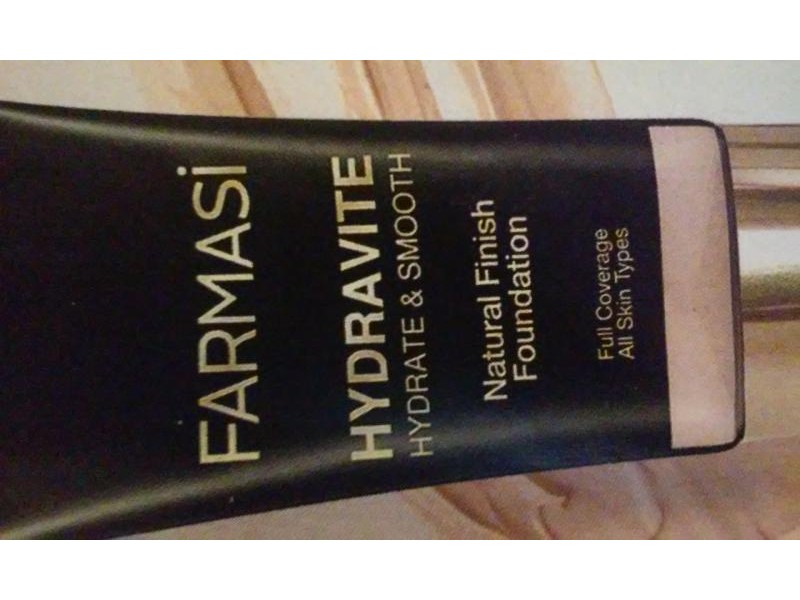 FARMASi
HYDRAVITE
HYDRATE & SMOOTH
Natural Finish
Foundation
Full Coverage
All Skin Types